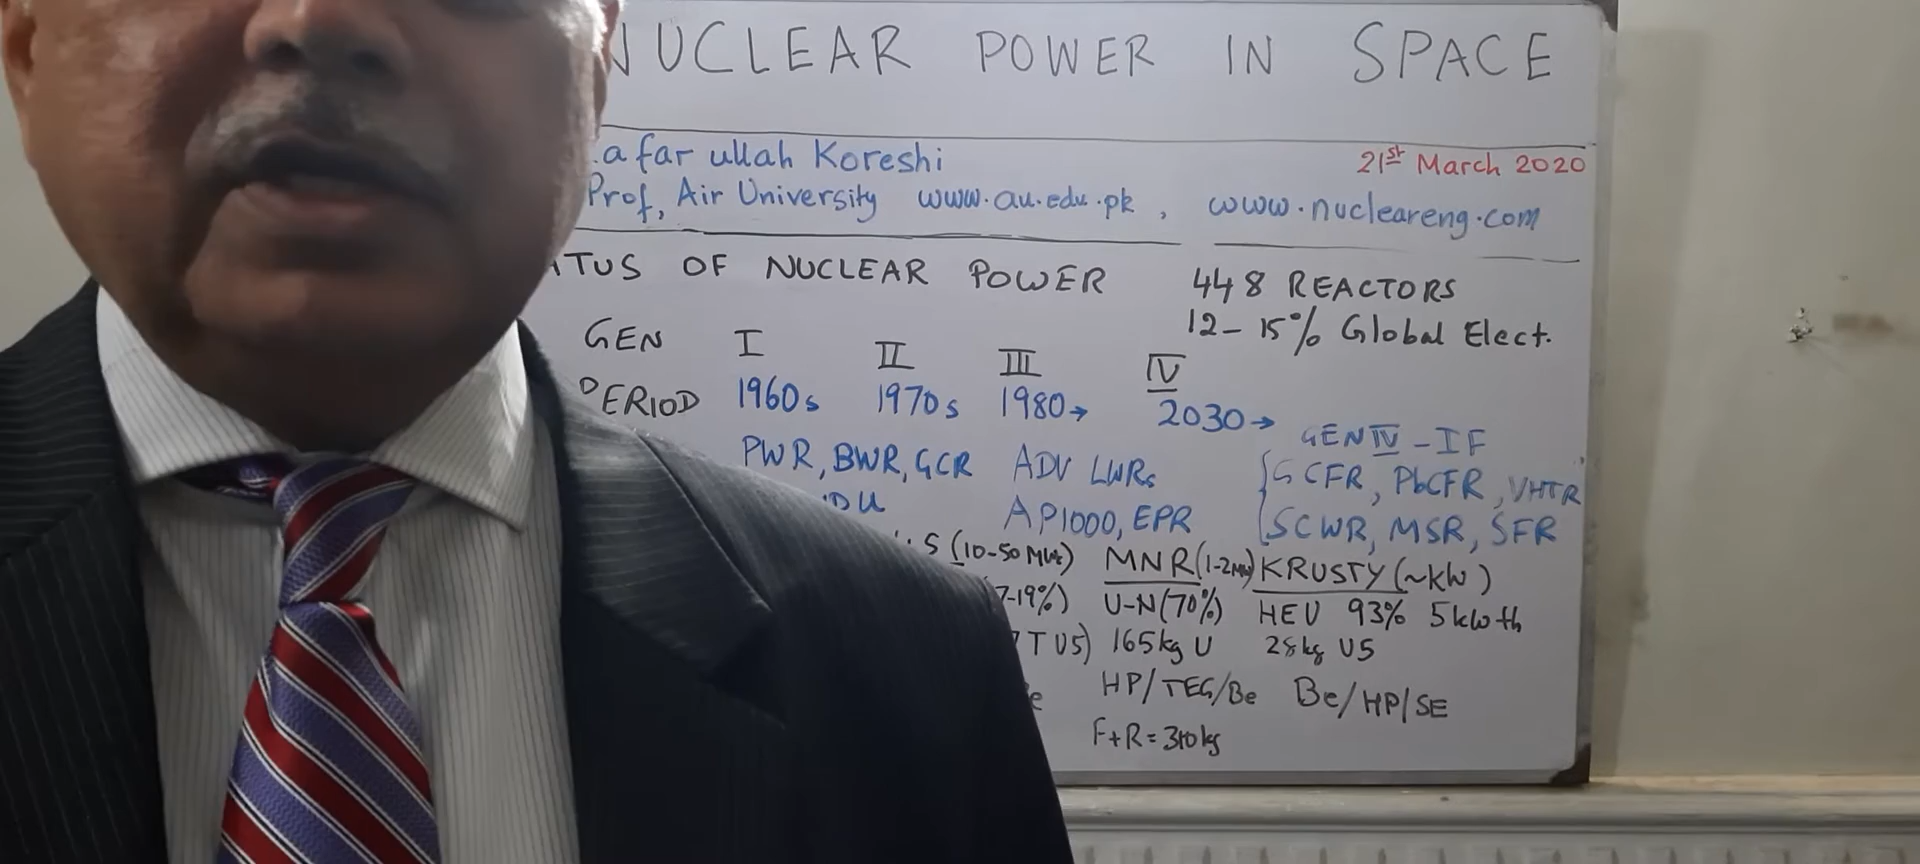 NUCLEAR POWER IN SPACE
afar ullah Koreshi
21st March 2020
Prof, Air University www.au.edu.pk , www.nucleareng.com
ATUS OF NUCLEAR POWER
448 REACTORS
12-15% Global Elect.
GEN I II III IV
PERIOD 1960s 1970s 1980→ 2030→
GEN IV - IF
PWR, BWR, GCR ADV LWRs GCFR, PbCFR, VHTR
DU AP1000, EPR SCWR, MSR, SFR
S (10-50 MWt) MNR (1-2MW) KRUSTY (~kW)
7-19%) U-N (70%) HEU 93% 5kWth
T U5) 165kg U 28kg U5
e HP/TEG/Be Be/HP/SE
F+R = 310kg